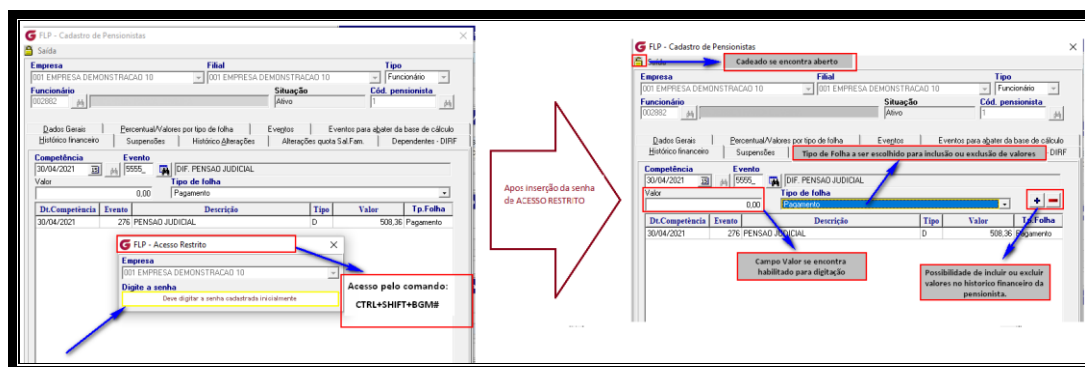 FLP - Cadastro de Pensionistas
Saída
Empresa Filial Tipo
001 EMPRESA DEMONSTRACAO 10 001 EMPRESA DEMONSTRACAO 10 Funcionário
Funcionário Situação Cód. pensionista
002882 Ativo 1
Dados Gerais Percentual/Valores por tipo de folha Eventos Eventos para abater da base de cálculo
Histórico financeiro Suspensões Histórico Alterações Alterações quota Sal.Fam. Dependentes - DIRF
Competência Evento
30/04/2021 5555_ DIF. PENSAO JUDICIAL
Valor Tipo de folha
0,00 Pagamento
Dt.Competência Evento Descrição Tipo Valor Tp.Folha
30/04/2021 276 PENSAO JUDICIAL D 508,36 Pagamento
FLP - Acesso Restrito
Empresa
001 EMPRESA DEMONSTRACAO 10
Digite a senha
Deve digitar a senha cadastrada inicialmente
Acesso pelo comando:
CTRL+SHIFT+BGM#
Apos inserção da senha
de ACESSO RESTRITO
FLP - Cadastro de Pensionistas
Saída
Cadeado se encontra aberto
Empresa Filial Tipo
001 EMPRESA DEMONSTRACAO 10 001 EMPRESA DEMONSTRACAO 10 Funcionário
Funcionário Situação Cód. pensionista
002882 Ativo 1
Dados Gerais Percentual/Valores por tipo de folha Eventos Eventos para abater da base de cálculo
Histórico financeiro Suspensões Tipo de Folha a ser escolhido para inclusão ou exclusão de valores DIRF
Competência Evento
30/04/2021 5555_ DIF. PENSAO JUDICIAL
Valor Tipo de folha
0,00 Pagamento
+ −
Dt.Competência Evento Descrição Tipo Valor Tp.Folha
30/04/2021 276 PENSAO JUDICIAL D 508,36 Pagamento
Campo Valor se encontra
habilitado para digitação
Possibilidade de incluir ou excluir
valores no historico financeiro da
pensionista.